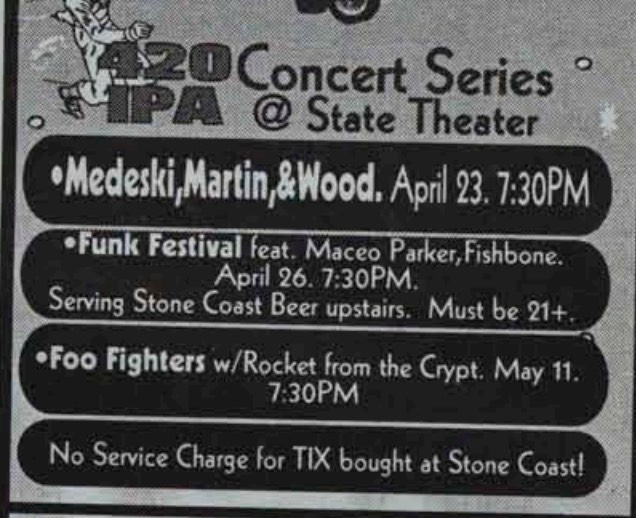 420 Concert Series
IPA @ State Theater
•Medeski,Martin,&Wood. April 23. 7:30PM
•Funk Festival feat. Maceo Parker,Fishbone.
April 26. 7:30PM.
Serving Stone Coast Beer upstairs. Must be 21+.
•Foo Fighters w/Rocket from the Crypt. May 11.
7:30PM
No Service Charge for TIX bought at Stone Coast!